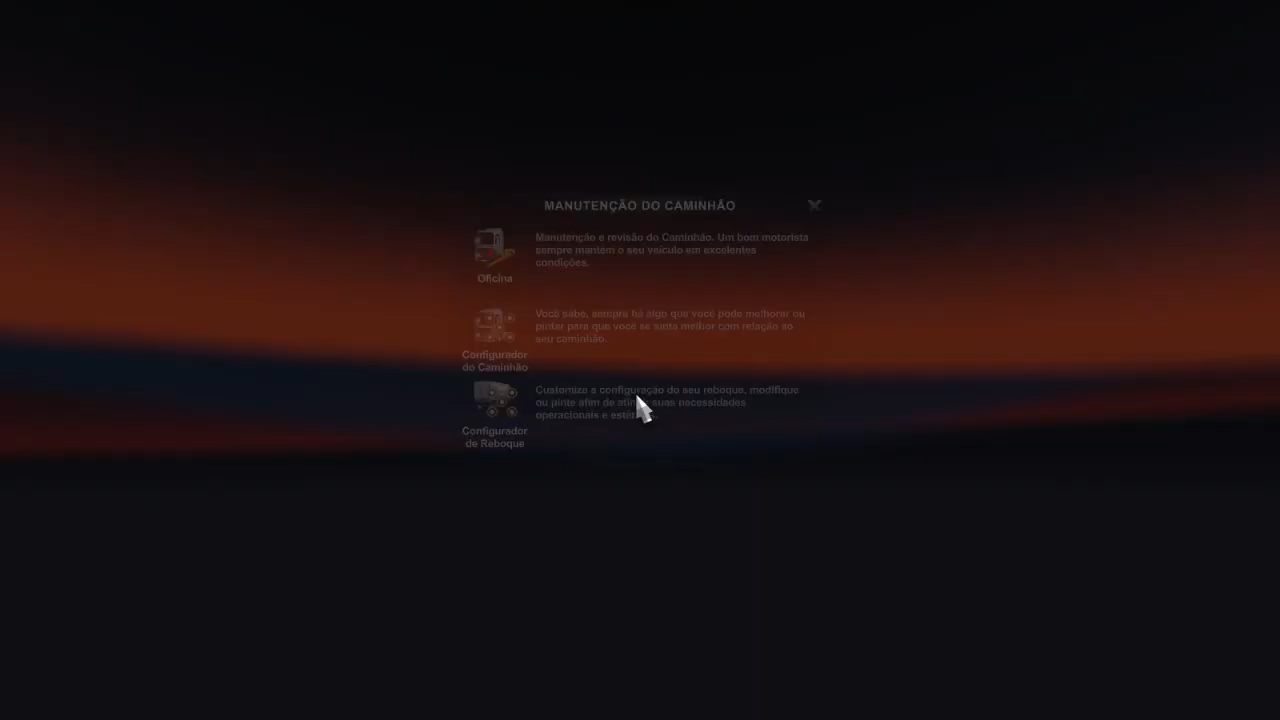 MANUTENÇÃO DO CAMINHÃO
Manutenção e revisão do Caminhão. Um bom motorista
sempre mantem o seu veículo em excelentes
condições.
Oficina
Você sabe, sempre há algo que você pode melhorar ou
pintar para que você se sinta melhor com relação ao
seu caminhão.
Configurador
do Caminhão
Customize a configuração do seu reboque, modifique
ou pinte afim de suas necessidades
operacionais e
Configurador
de Reboque